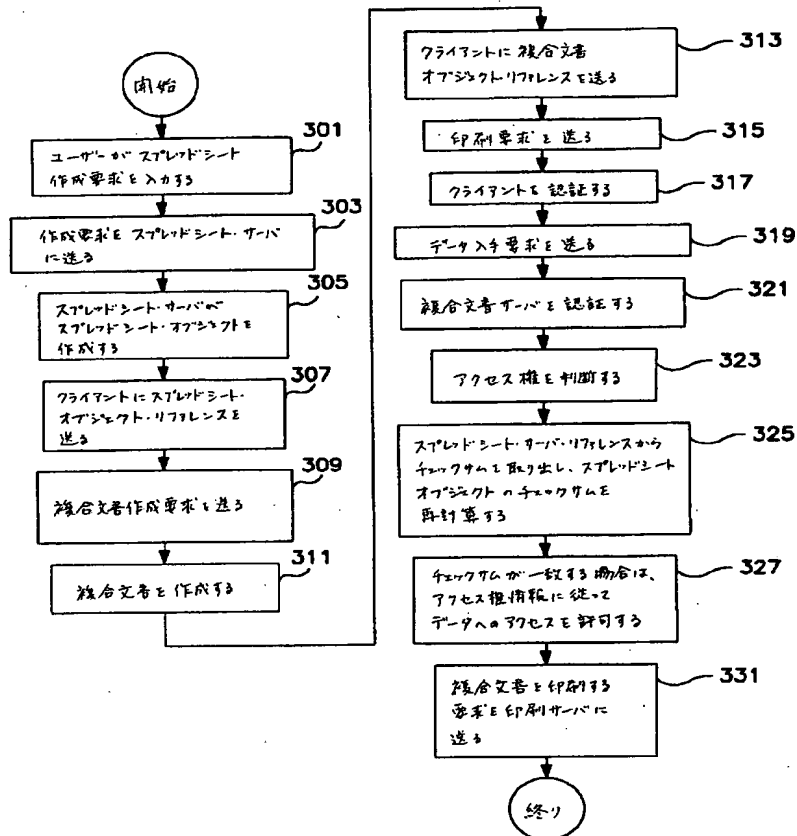 開始
301
ユーザーが スプレッドシート
作成要求を入力する
303
作成要求を スプレッドシート・サーバ
に送る
305
スプレッドシート・サーバが
スプレッドシート・オブジェクトを
作成する
307
クライアントにスプレッドシート・
オブジェクト・リファレンスを
送る
309
複合文書作成要求を送る
311
複合文書を作成する
313
クライアントに複合文書
オブジェクト・リファレンスを送る
315
印刷要求を送る
317
クライアントを認証する
319
データ入手要求を送る
321
複合文書サーバを認証する
323
アクセス権を判断する
325
スプレッドシート・サーバ・リファレンスから
チェックサムを取り出し、スプレッドシート
オブジェクトのチェックサムを
再計算する
327
チェックサムが一致する場合は、
アクセス権情報に従って
データへのアクセスを許可する
331
複合文書を印刷する
要求を印刷サーバに
送る
終り